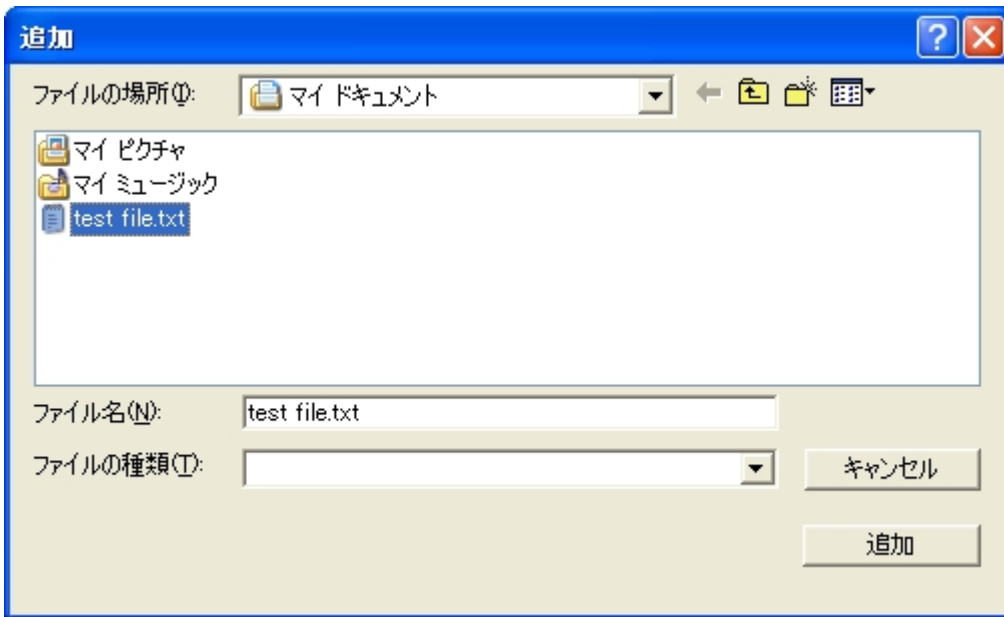 追加
ファイルの場所(I):
マイ ドキュメント
マイ ピクチャ
マイ ミュージック
test file.txt
ファイル名(N):
test file.txt
ファイルの種類(T):
キャンセル
追加